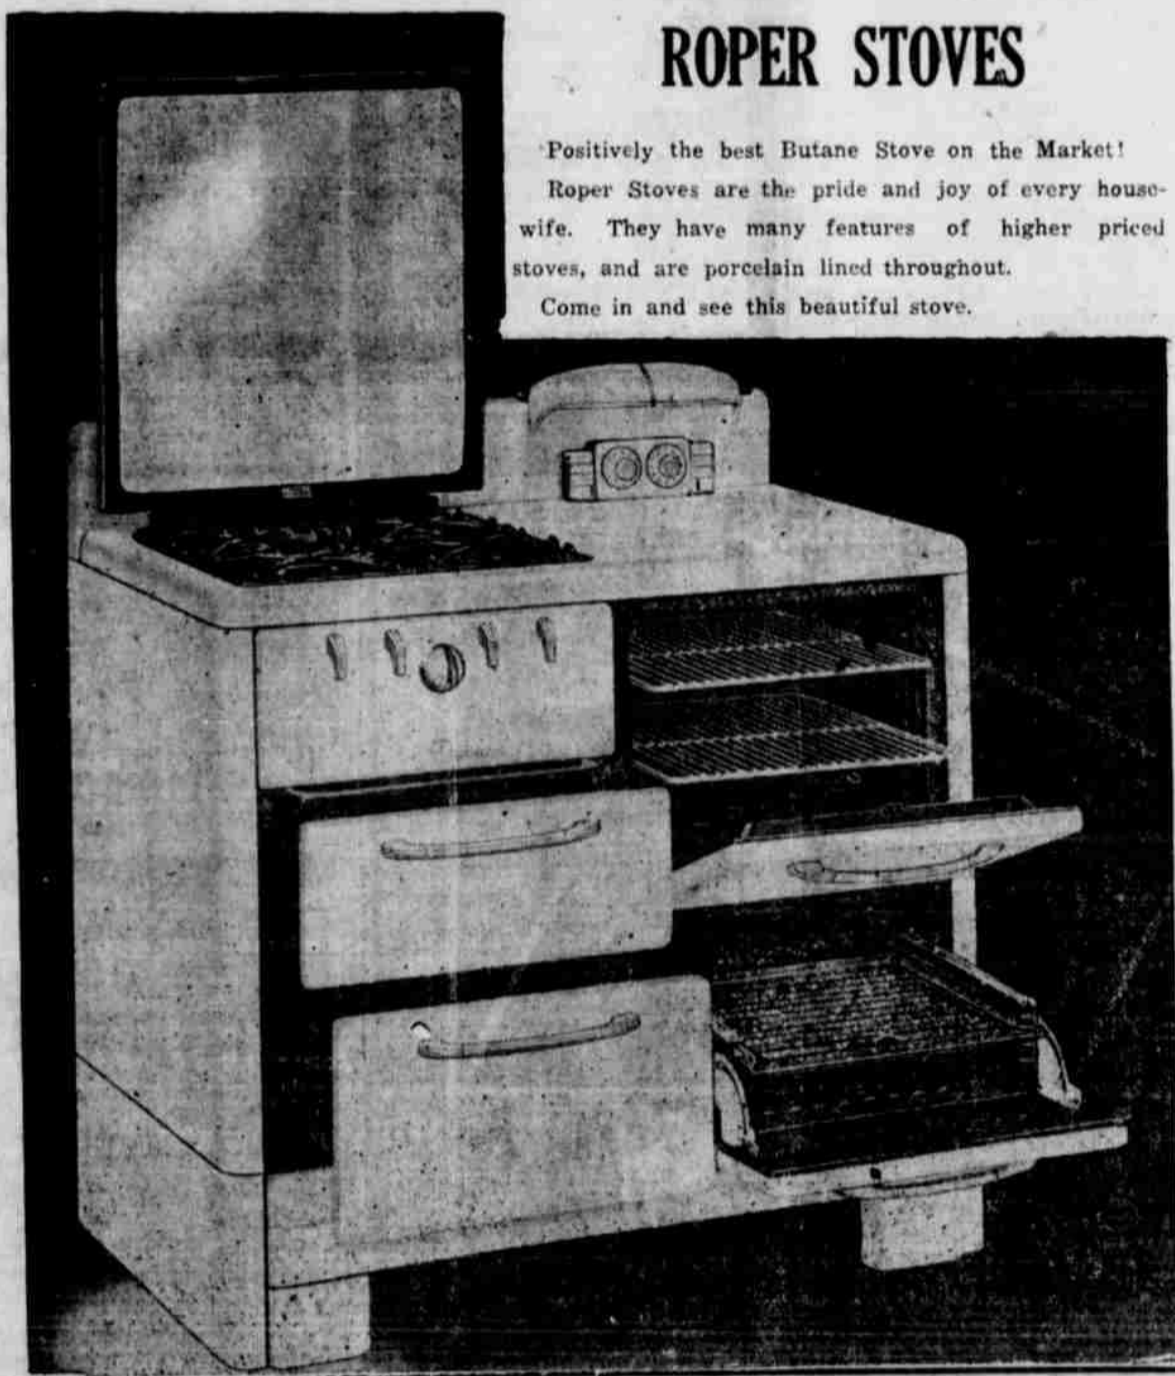 ROPER STOVES
Positively the best Butane Stove on the Market!
Roper Stoves are the pride and joy of every house-
wife. They have many features of higher priced
stoves, and are porcelain lined throughout.
Come in and see this beautiful stove.